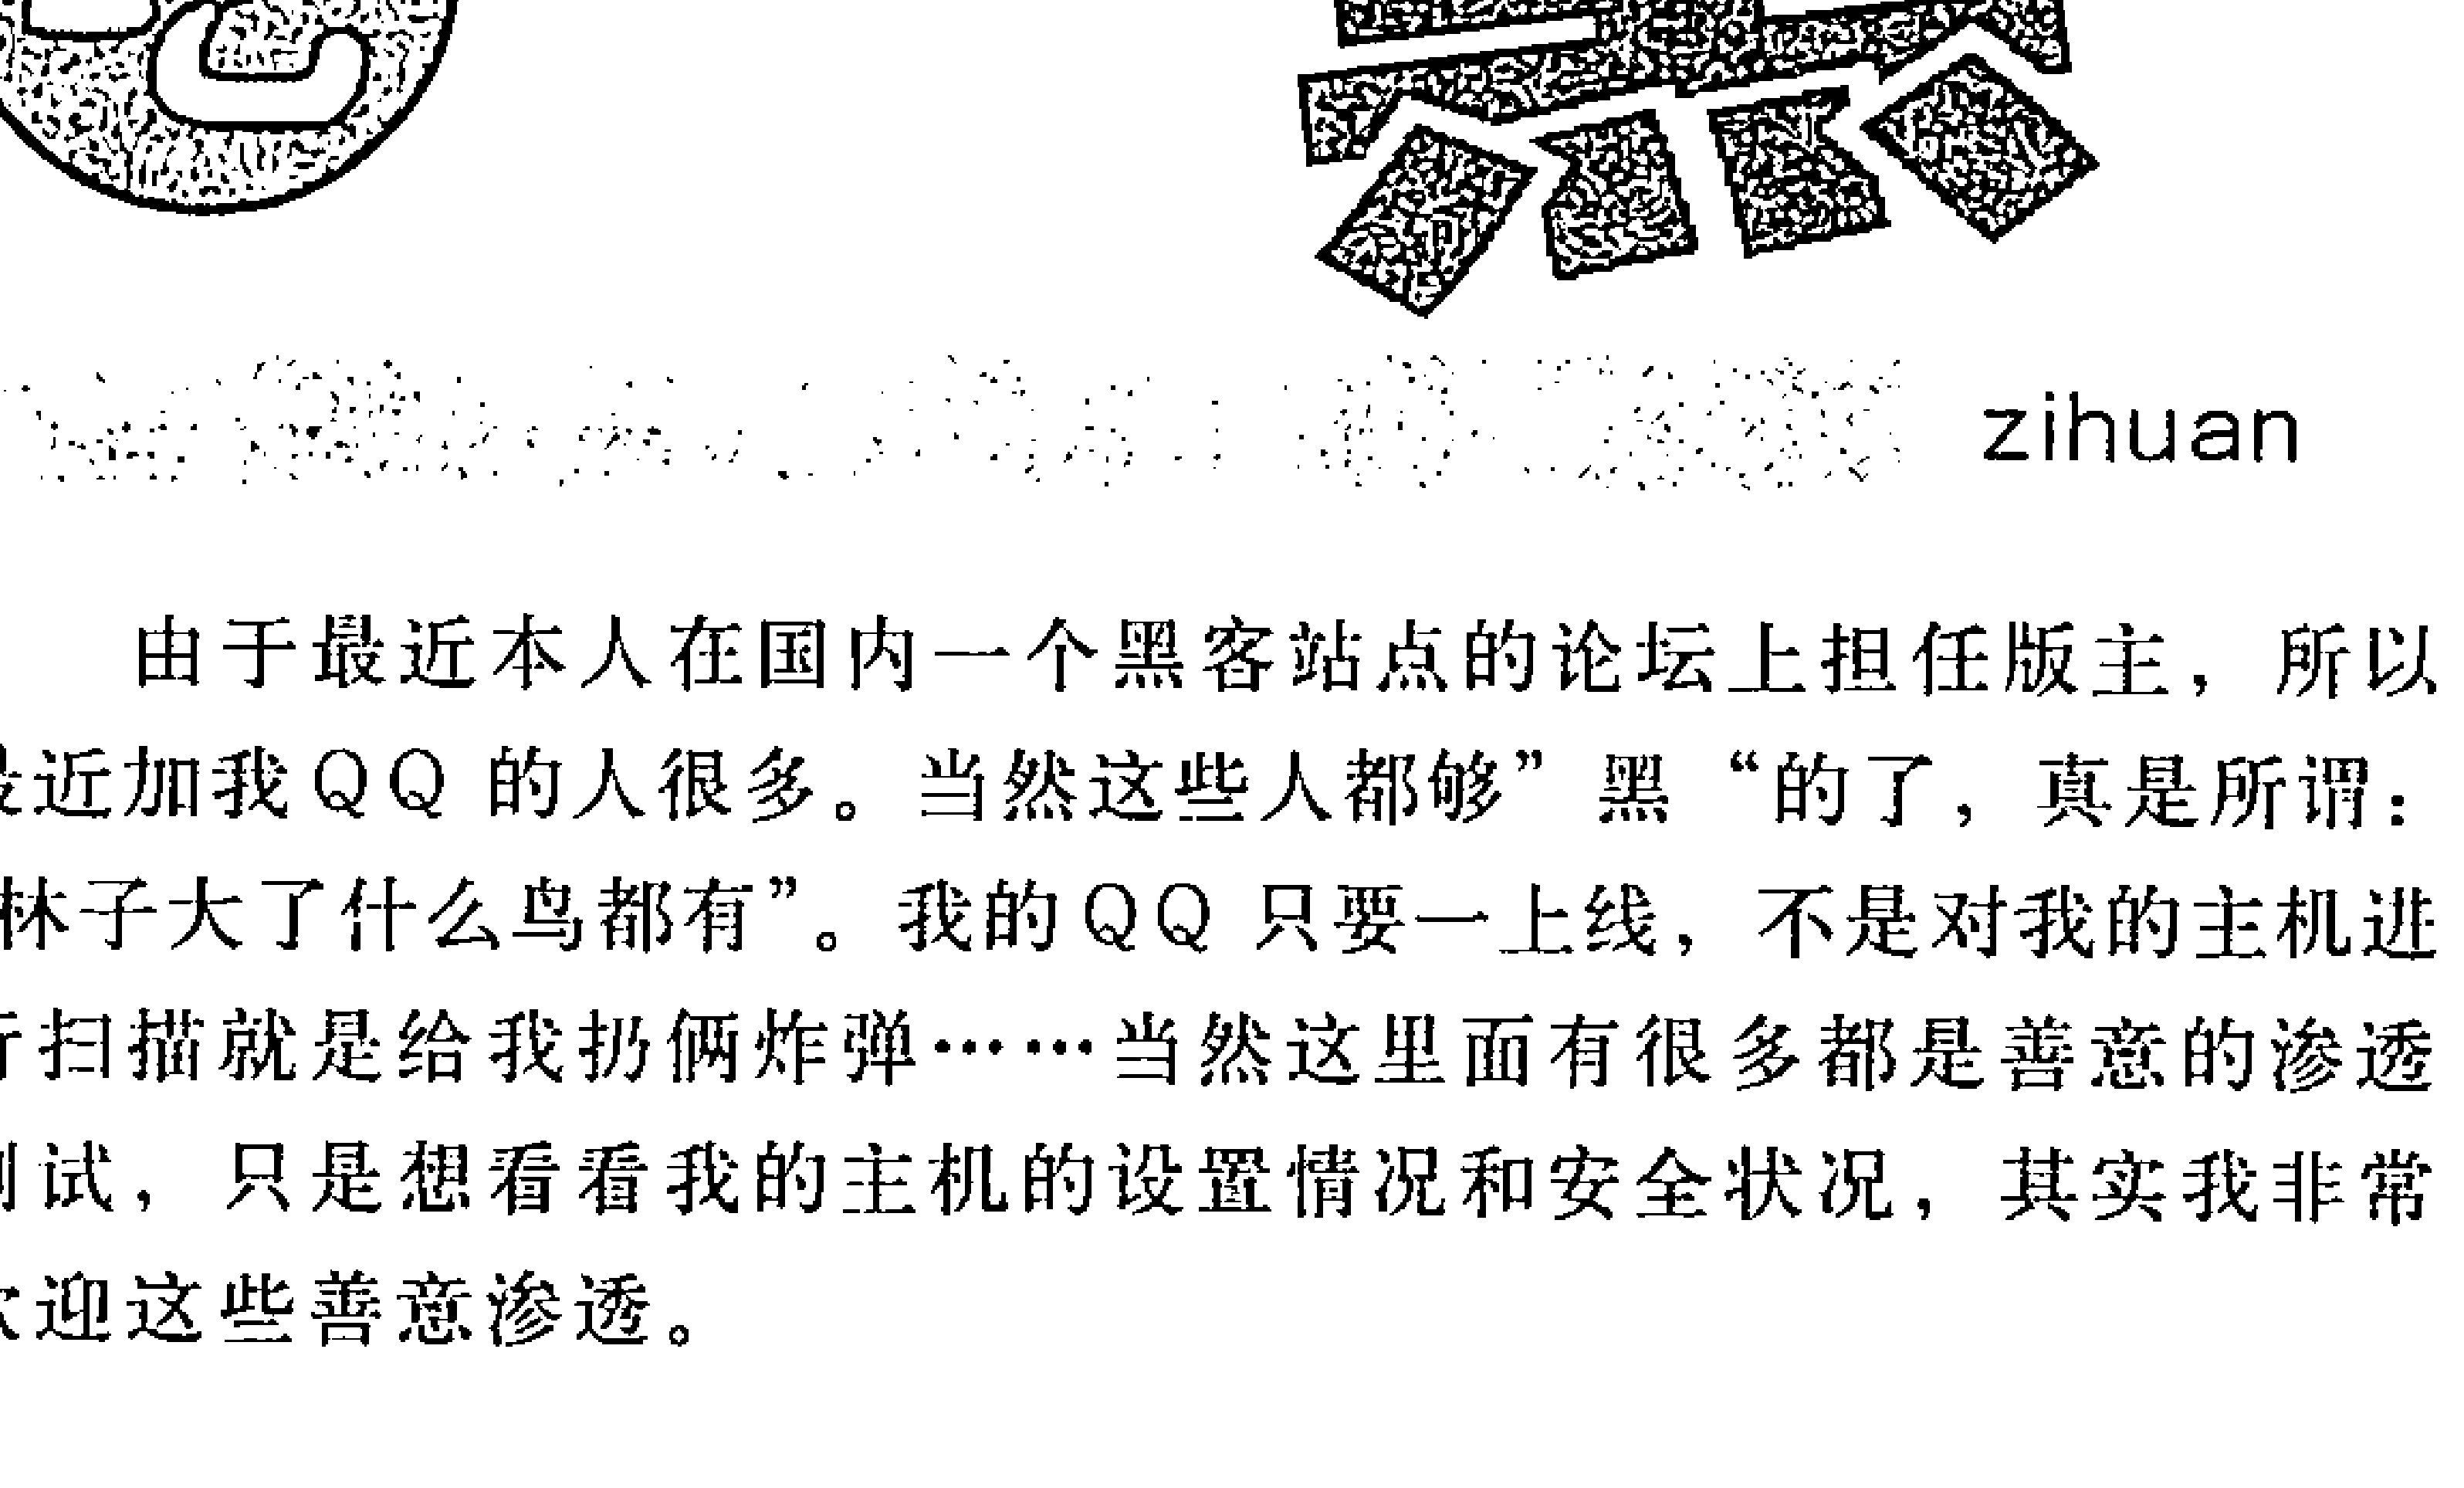 zihuan
由于最近本人在国内一个黑客站点的论坛上担任版主，所以
近加我QQ 的人很多。当然这些人都够”黑“的了，真是所谓：
林子大了什么鸟都有”。我的QQ 只要一上线，不是对我的主机进
扫描就是给我扔俩炸弹……当然这里面有很多都是善意的渗透
试，只是想看看我的主机的设置情况和安全状况，其实我非常
迎这些善意渗透。